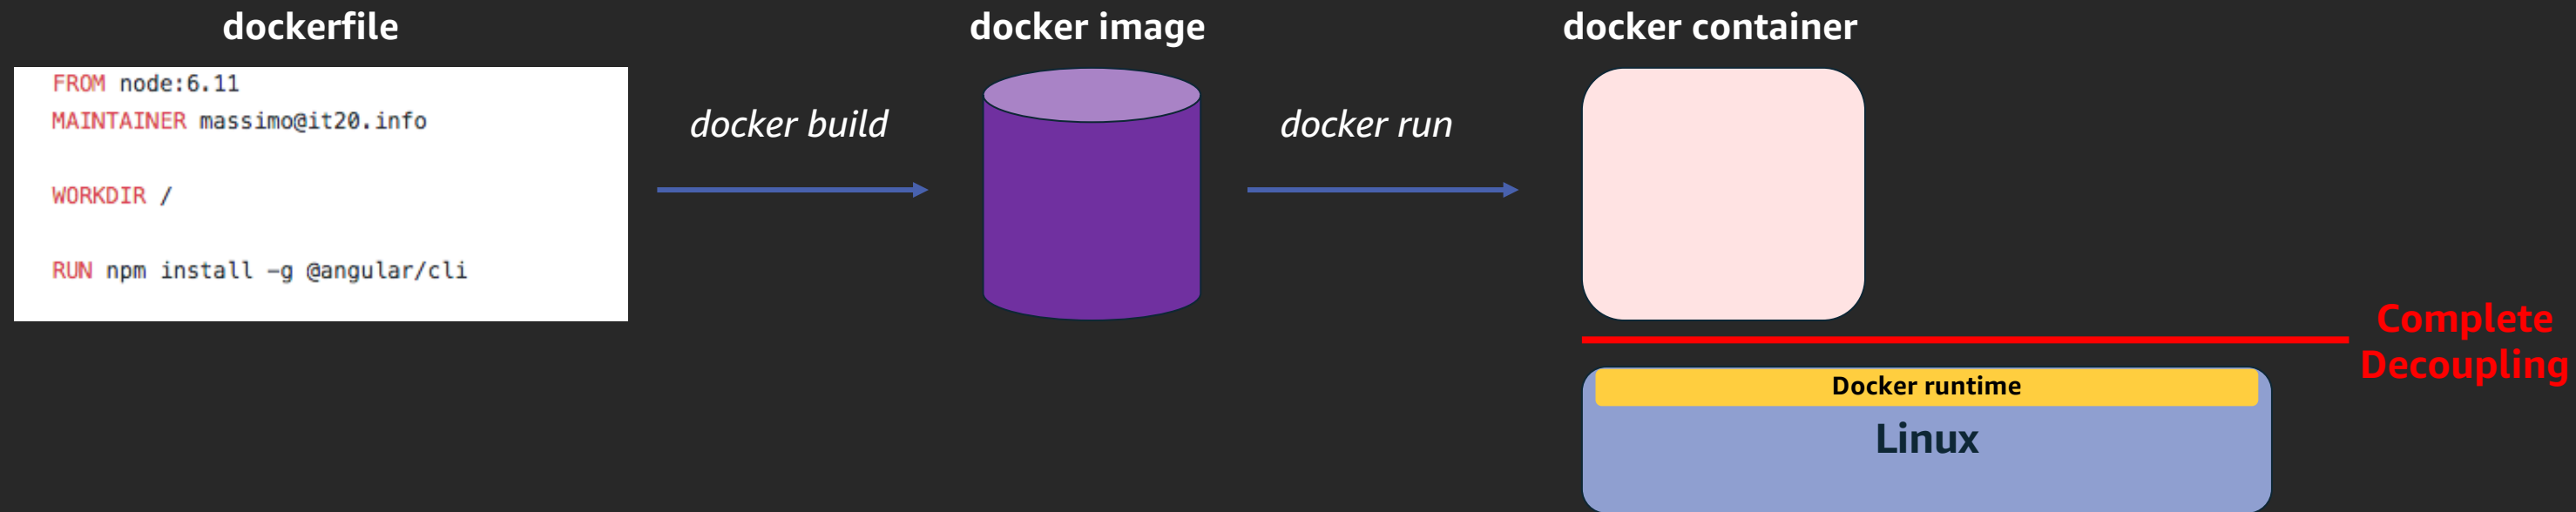 dockerfile
FROM node:6.11
MAINTAINER massimo@it20.info
WORKDIR /
RUN npm install -g @angular/cli
docker build
docker image
docker run
docker container
Complete
Decoupling
Docker runtime
Linux